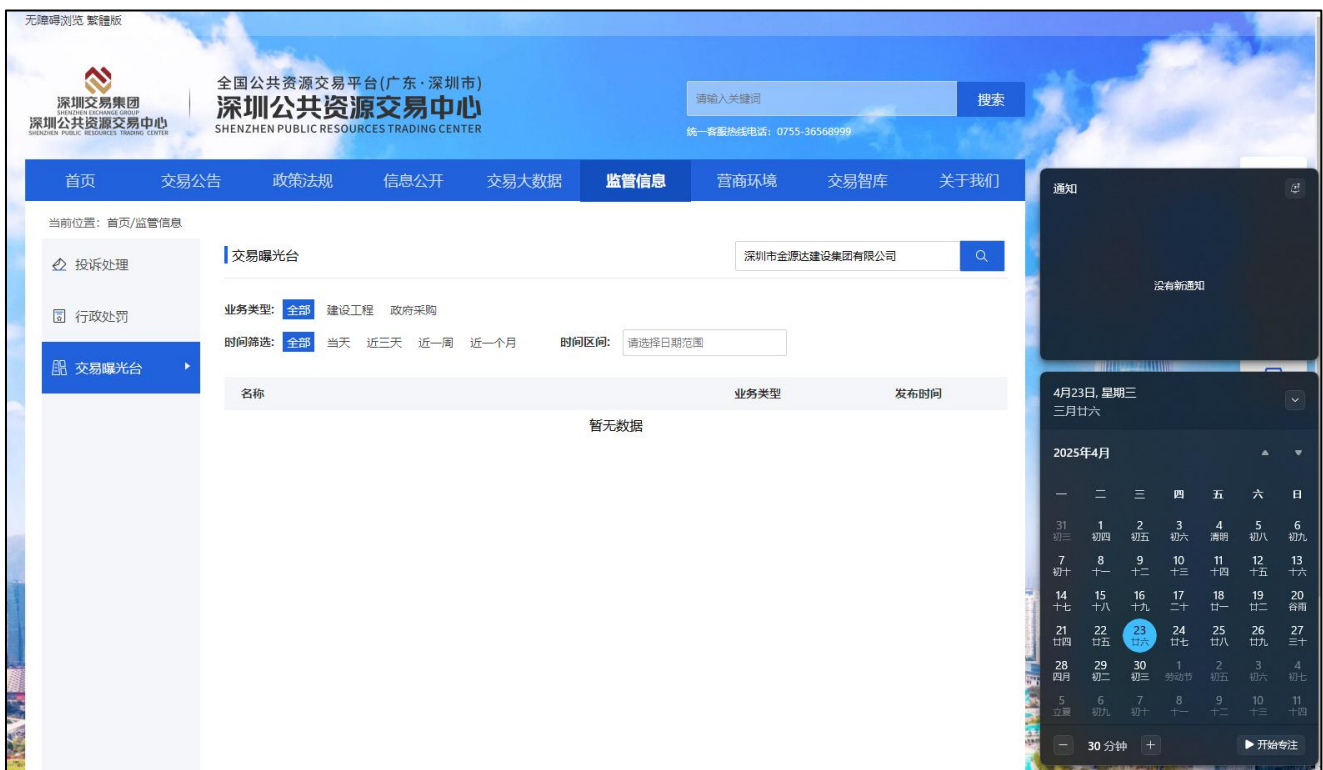 无障碍浏览 繁體版
深圳交易集团
SHENZHEN EXCHANGE GROUP
深圳公共资源交易中心
SHENZHEN PUBLIC RESOURCES TRADING CENTER
全国公共资源交易平台(广东·深圳市)
深圳公共资源交易中心
SHENZHEN PUBLIC RESOURCES TRADING CENTER
请输入关键词
搜索
统一客服热线电话：0755-36568999
首页 交易公告 政策法规 信息公开 交易大数据 监管信息 营商环境 交易智库 关于我们
当前位置：首页/监管信息
投诉处理
行政处罚
交易曝光台
交易曝光台
深圳市金源达建设集团有限公司
业务类型: 全部 建设工程 政府采购
时间筛选: 全部 当天 近三天 近一周 近一个月 时间区间: 请选择日期范围
名称 业务类型 发布时间
暂无数据
通知
没有新通知
4月23日, 星期三
三月廿六
2025年4月
一 二 三 四 五 六 日
31 1 2 3 4 5 6
初三 初四 初五 初六 清明 初八 初九
7 8 9 10 11 12 13
初十 十一 十二 十三 十四 十五 十六
14 15 16 17 18 19 20
十七 十八 十九 二十 廿一 廿二 谷雨
21 22 23 24 25 26 27
廿四 廿五 廿六 廿七 廿八 廿九 三十
28 29 30 1 2 3 4
四月 初二 初三 劳动节 初五 初六 初七
5 6 7 8 9 10 11
立夏 初九 初十 十一 十二 十三 十四
30 分钟
开始专注